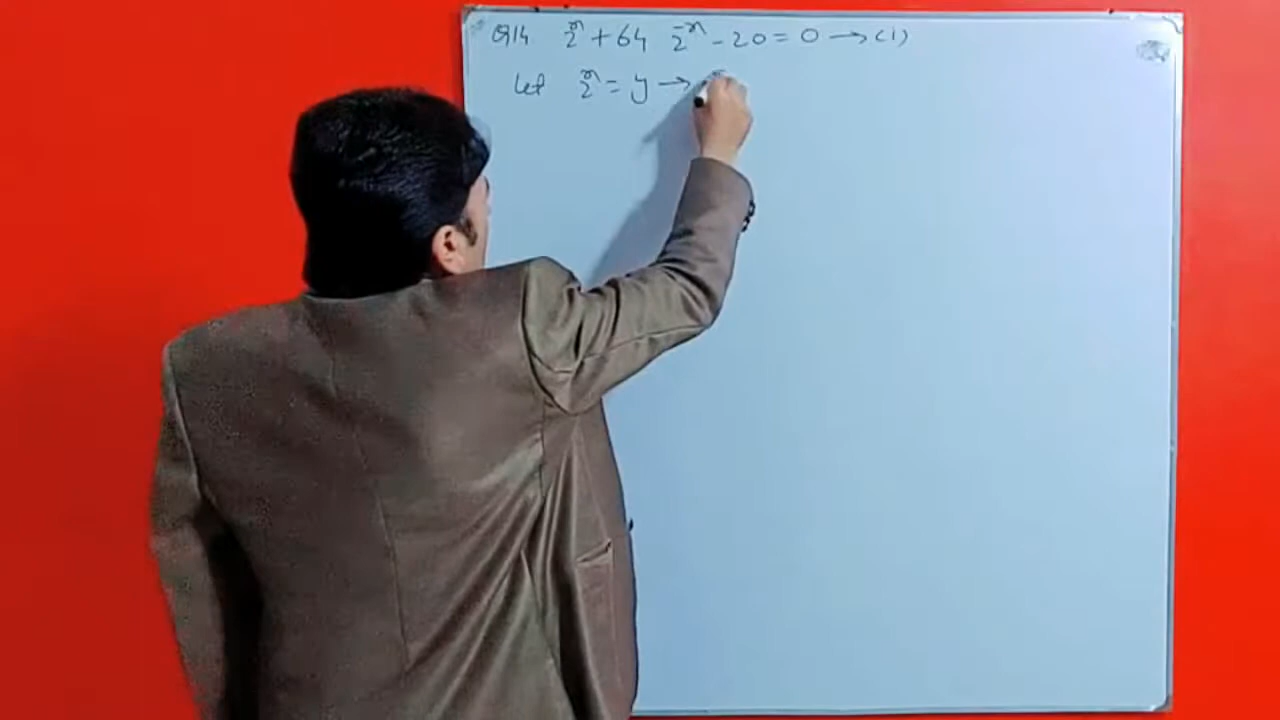 Q14 2^x + 64 2^-x - 20 = 0 → (1)
Let 2^x = y →